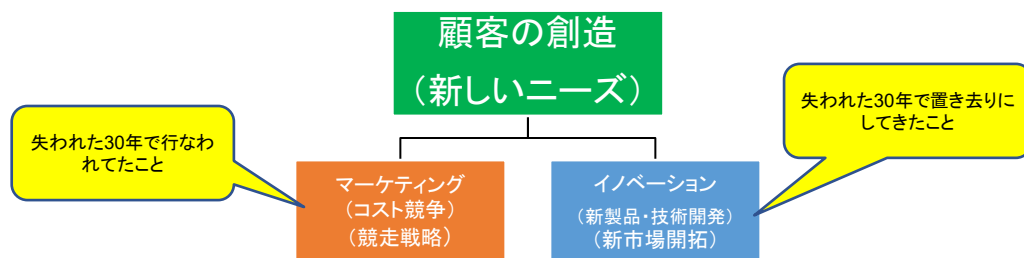 顧客の創造
（新しいニーズ）
失われた30年で行なわ
れてたこと
失われた30年で置き去りに
してきたこと
マーケティング
（コスト競争）
（競走戦略）
イノベーション
（新製品・技術開発）
（新市場開拓）